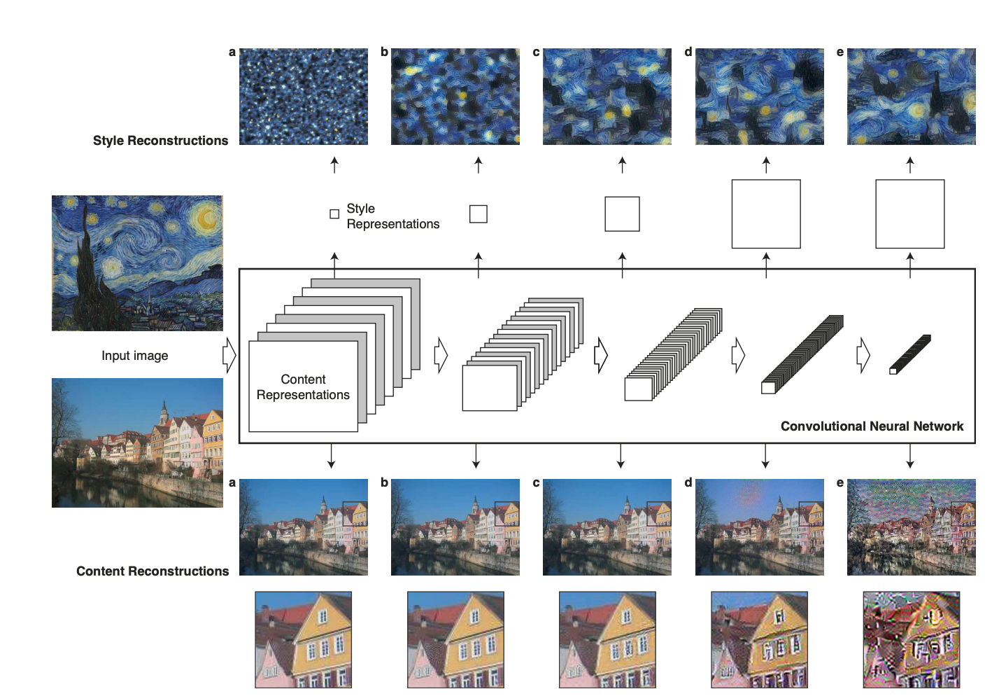 a
b
c
d
e
Style Reconstructions
Style
Representations
Input image
Content
Representations
Convolutional Neural Network
a
b
c
d
e
Content Reconstructions